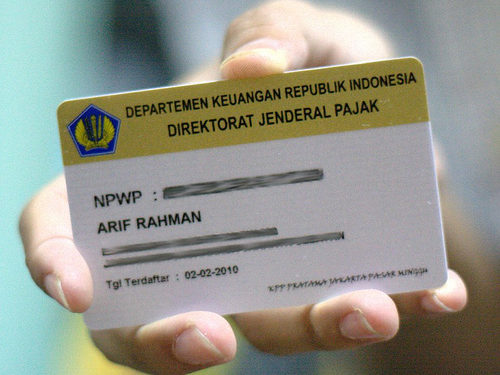 DEPARTEMEN KEUANGAN REPUBLIK INDONESIA
DIREKTORAT JENDERAL PAJAK
NPWP :
ARIF RAHMAN
Tgl Terdaftar : 02-02-2010
KPP PRATAMA JAKARTA PASAR MINGGU